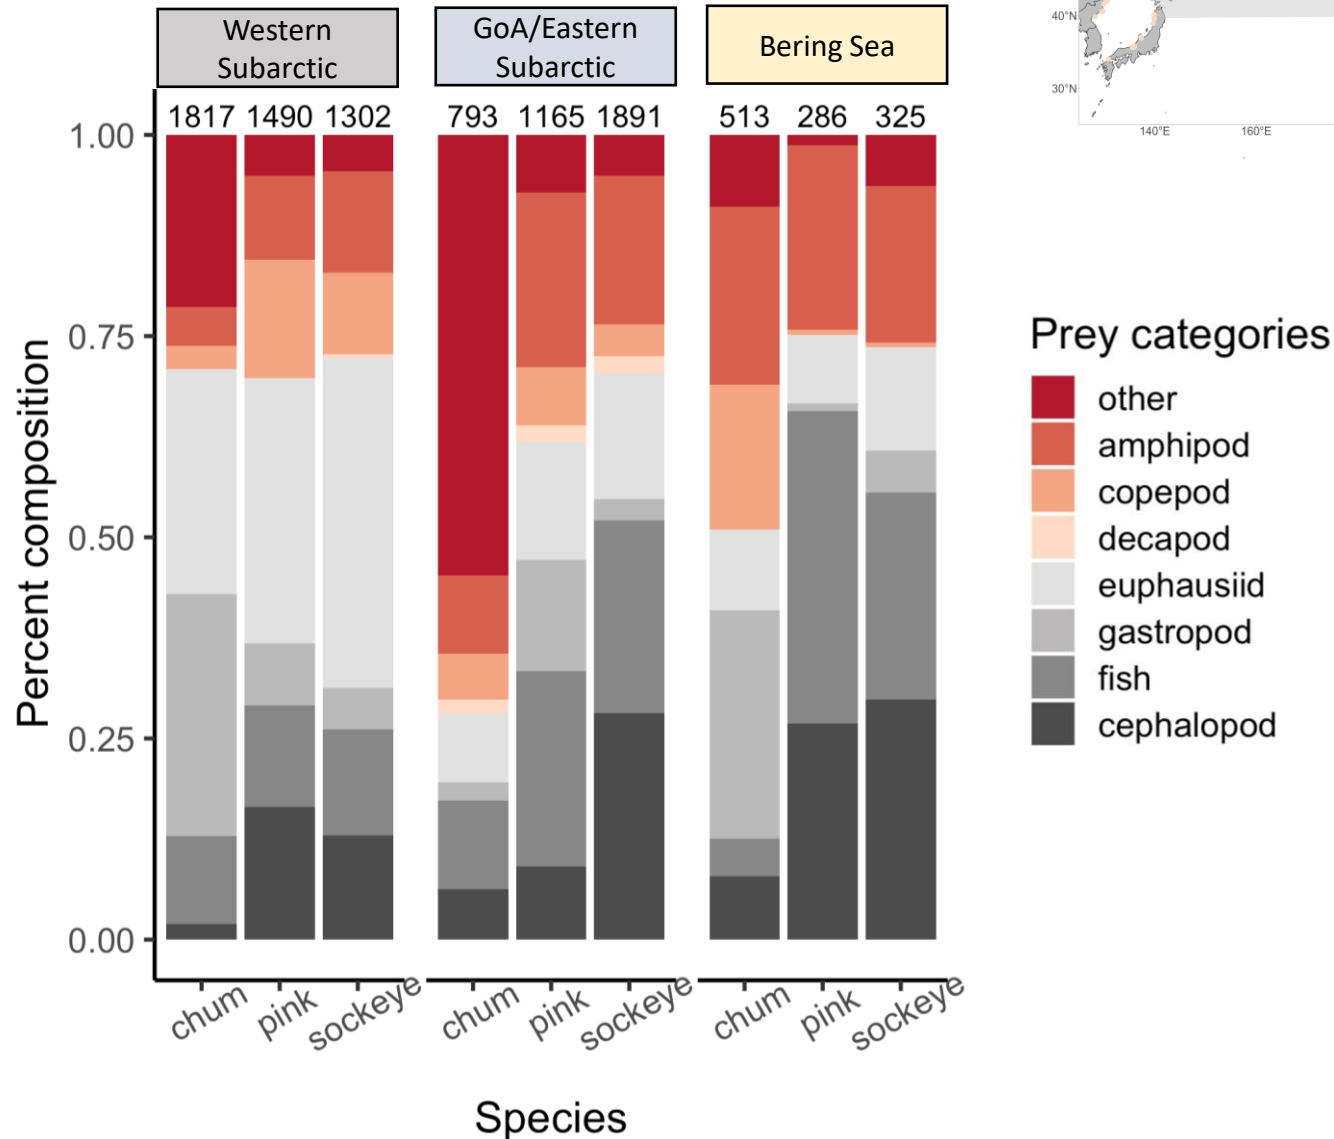 Western
Subarctic
GoA/Eastern
Subarctic
Bering Sea
40°N
30°N
140°E
160°E
1817 1490 1302
793 1165 1891
513 286 325
1.00
0.75
0.50
0.25
0.00
Percent composition
chum pink sockeye
chum pink sockeye
chum pink sockeye
Species
Prey categories
other
amphipod
copepod
decapod
euphausiid
gastropod
fish
cephalopod